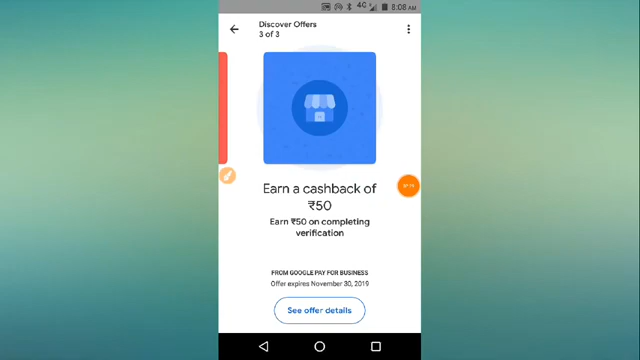 4G 8:08 AM
Discover Offers
3 of 3
Earn a cashback of
₹50
Earn ₹50 on completing
verification
FROM GOOGLE PAY FOR BUSINESS
Offer expires November 30, 2019
See offer details